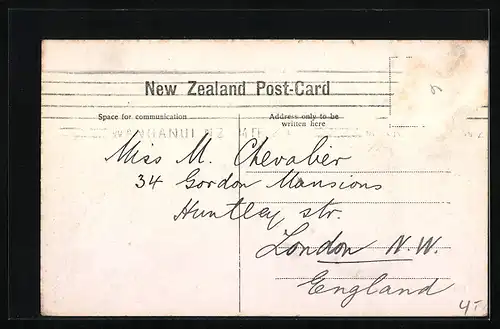 New Zealand Post-Card
Space for communication
Address only to be
written here
WANGANUI N.Z.
Miss M. Chevalier
34 Gordon Mansions
Huntley str.
London N.W.
England
4-